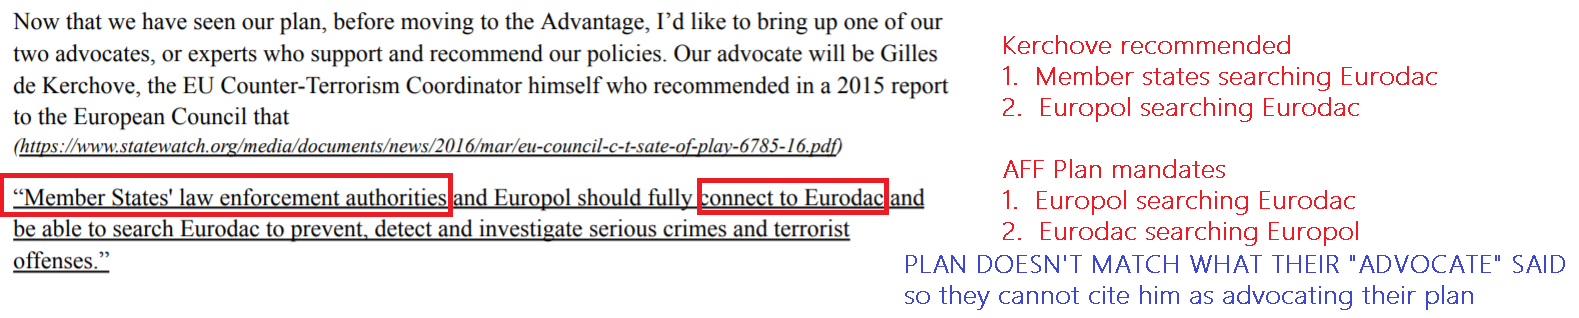 Now that we have seen our plan, before moving to the Advantage, I'd like to bring up one of our
two advocates, or experts who support and recommend our policies. Our advocate will be Gilles
de Kerchove, the EU Counter-Terrorism Coordinator himself who recommended in a 2015 report
to the European Council that
(https://www.statewatch.org/media/documents/news/2016/mar/eu-council-c-t-sate-of-play-6785-16.pdf)
“Member States' law enforcement authorities and Europol should fully connect to Eurodac and
be able to search Eurodac to prevent, detect and investigate serious crimes and terrorist
offenses.”
Kerchove recommended
1. Member states searching Eurodac
2. Europol searching Eurodac
AFF Plan mandates
1. Europol searching Eurodac
2. Eurodac searching Europol
PLAN DOESN'T MATCH WHAT THEIR "ADVOCATE" SAID
so they cannot cite him as advocating their plan